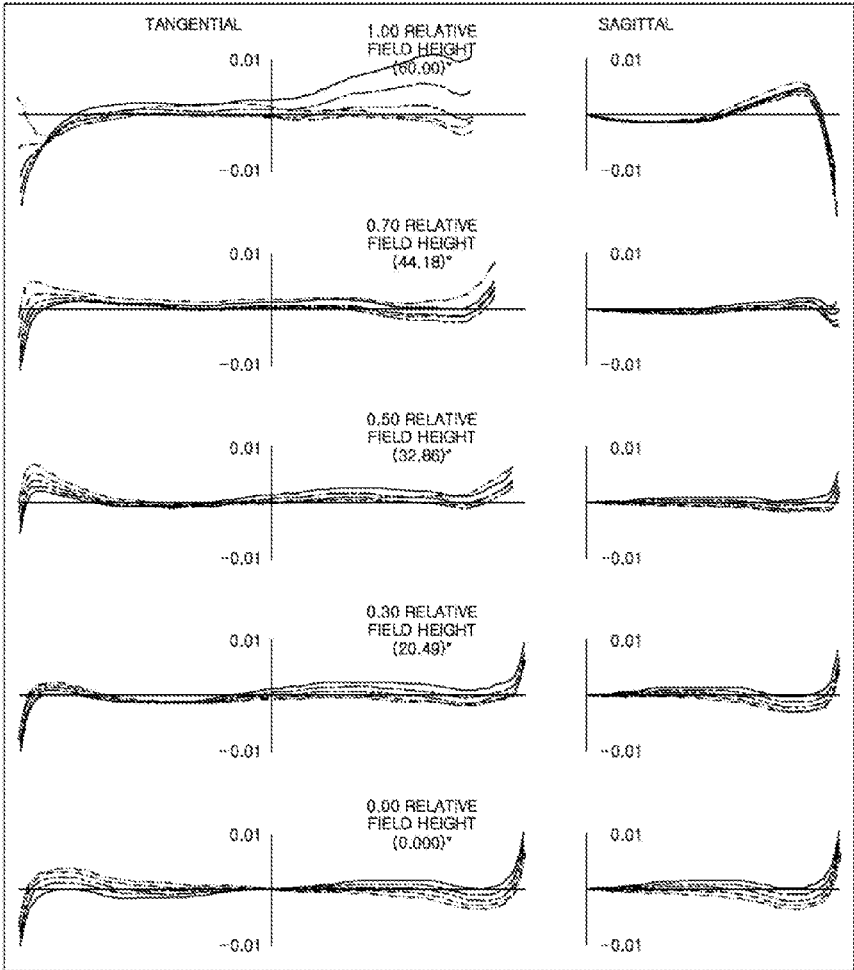 TANGENTIAL
1.00 RELATIVE
FIELD HEIGHT
(60.00)°
SAGITTAL
0.01
0.01
-0.01
-0.01
0.70 RELATIVE
FIELD HEIGHT
(44.18)°
0.01
0.01
-0.01
-0.01
0.50 RELATIVE
FIELD HEIGHT
(32.86)°
0.01
0.01
-0.01
-0.01
0.30 RELATIVE
FIELD HEIGHT
(20.49)°
0.01
0.01
-0.01
-0.01
0.00 RELATIVE
FIELD HEIGHT
(0.000)°
0.01
0.01
-0.01
-0.01